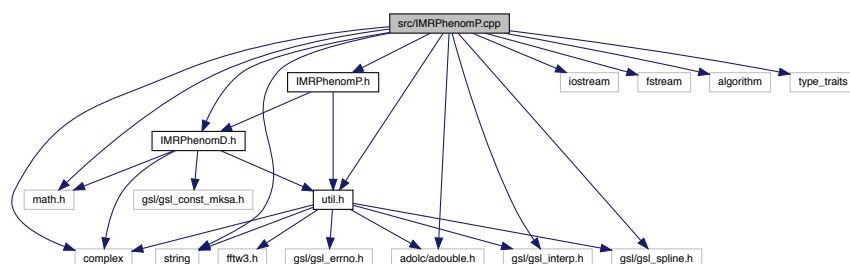 src/IMRPhenomP.cpp
IMRPhenomP.h
iostream
fstream
algorithm
type_traits
IMRPhenomD.h
math.h
gsl/gsl_const_mksa.h
util.h
complex
string
fftw3.h
gsl/gsl_errno.h
adolc/adouble.h
gsl/gsl_interp.h
gsl/gsl_spline.h